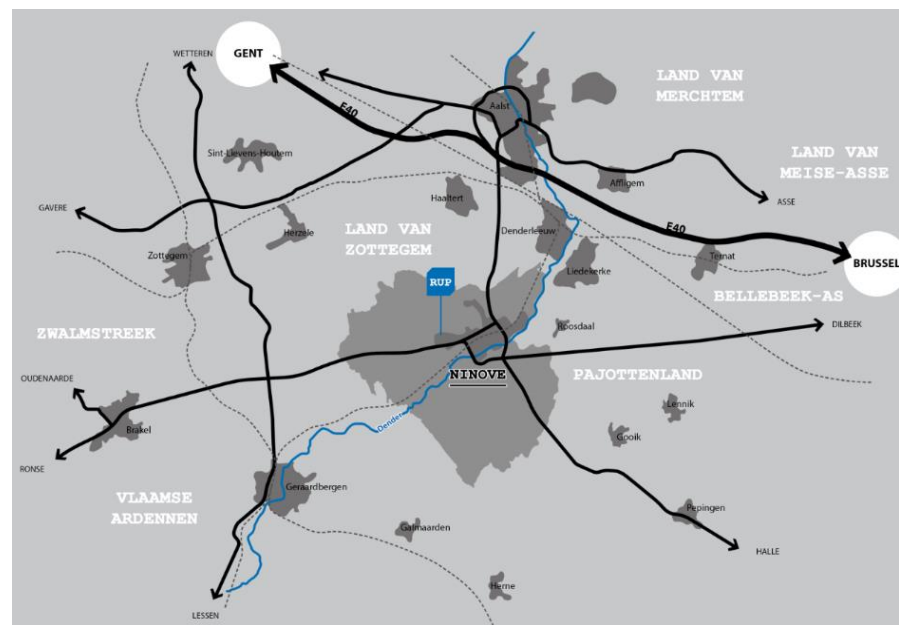 GENT
WETTEREN
E40
LAND VAN
MERCHTEM
Aalst
Sint-Lievens-Houtem
LAND VAN
MEISE-ASSE
Affligem
Haaltert
ASSE
GAVERE
LAND VAN
ZOTTEGEM
Herzele
Denderleeuw
E40
Zottegem
Liedekerke
Ternat
BRUSSEL
RUP
BELLEBEEK-AS
ZWALMSTREEK
Roosdaal
DILBEEK
NINOVE
PAJOTTENLAND
OUDENAARDE
Lennik
Dender
Brakel
Gooik
RONSE
Geraardbergen
VLAAMSE
ARDENNEN
Pepingen
Galmaarden
HALLE
Herne
LESSEN